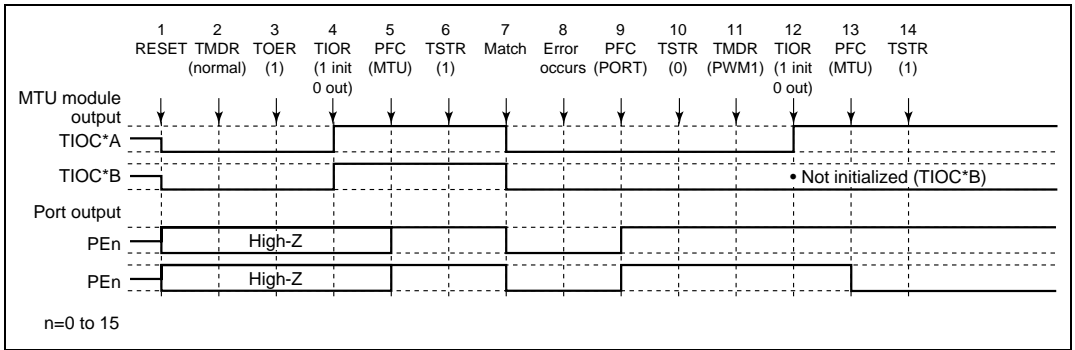 1 2 3 4 5 6 7 8 9 10 11 12 13 14
RESET TMDR TOER TIOR PFC TSTR Match Error PFC TSTR TMDR TIOR PFC TSTR
(normal) (1) (1 init (MTU) (1) occurs (PORT) (0) (PWM1) (1 init (MTU) (1)
0 out) 0 out)
MTU module
output
TIOC*A
TIOC*B • Not initialized (TIOC*B)
Port output
PEn High-Z
PEn High-Z
n=0 to 15